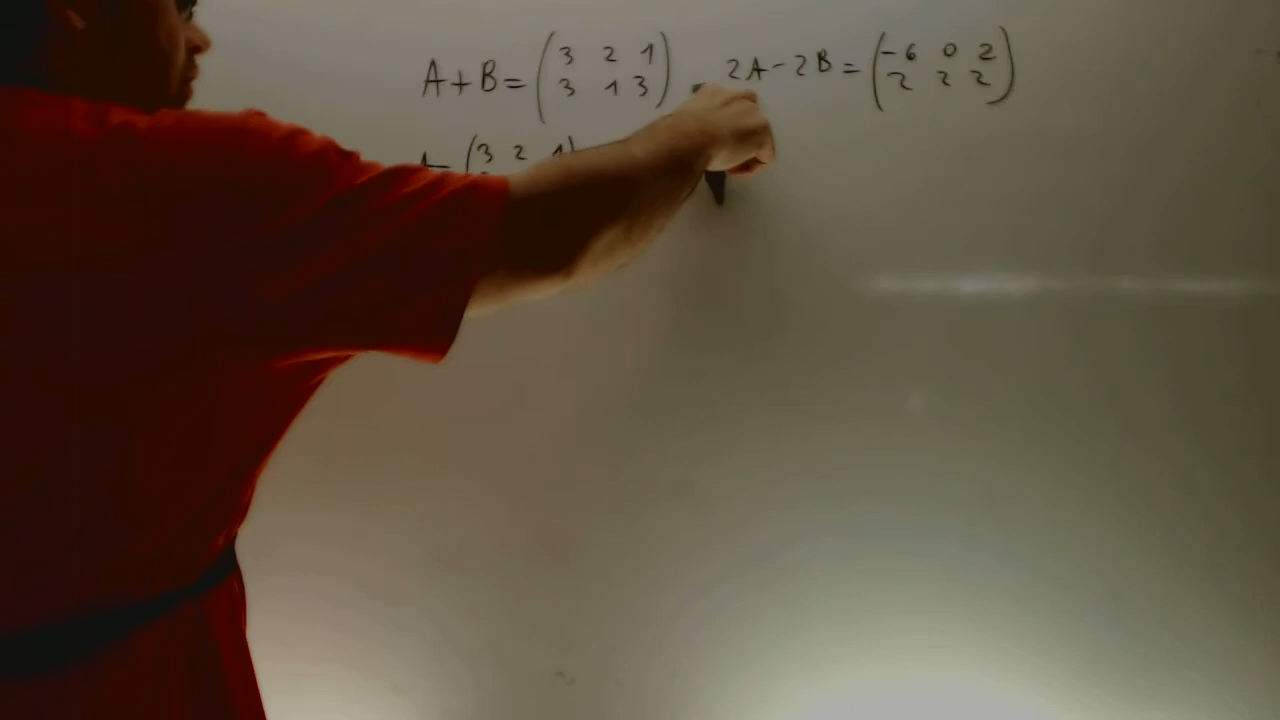 A+B=(3 2 1
3 1 3) 2A-2B=(-6 0 2
2 2 2)
A=(3 2 1)